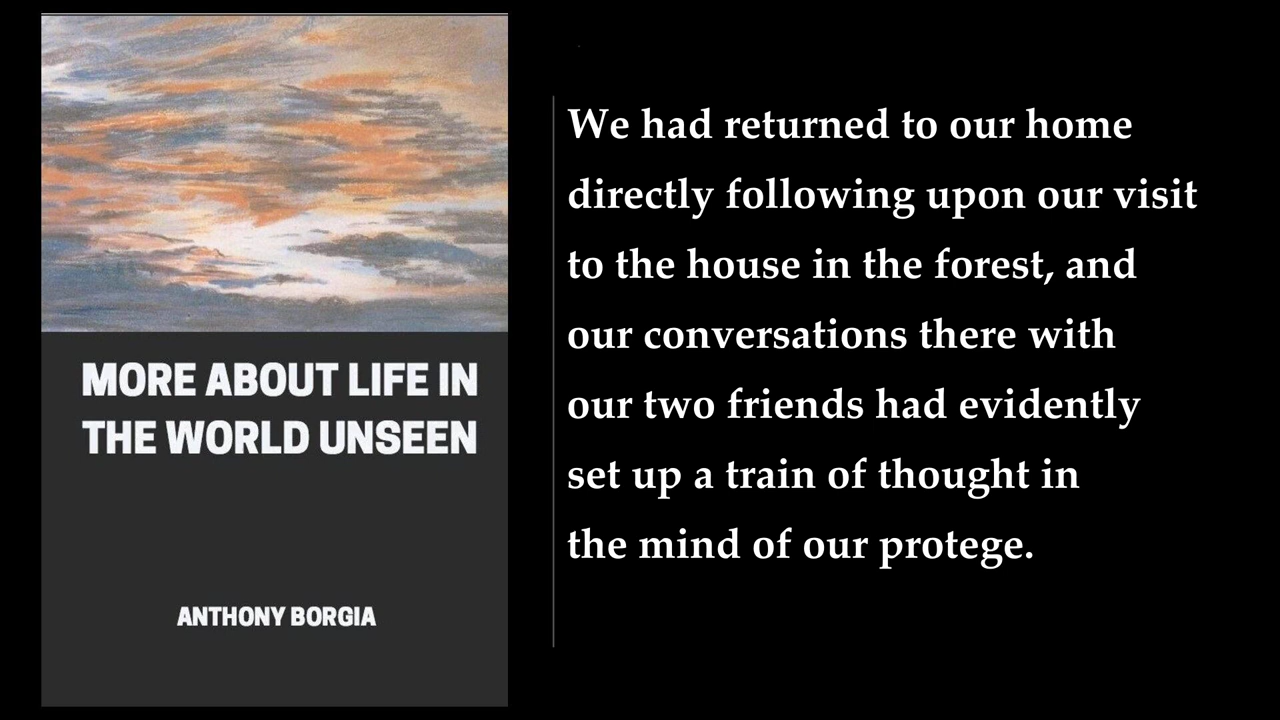 MORE ABOUT LIFE IN
THE WORLD UNSEEN
ANTHONY BORGIA
We had returned to our home
directly following upon our visit
to the house in the forest, and
our conversations there with
our two friends had evidently
set up a train of thought in
the mind of our protege.